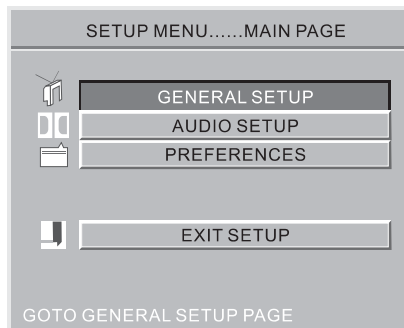 SETUP MENU......MAIN PAGE
GENERAL SETUP
AUDIO SETUP
PREFERENCES
EXIT SETUP
GOTO GENERAL SETUP PAGE